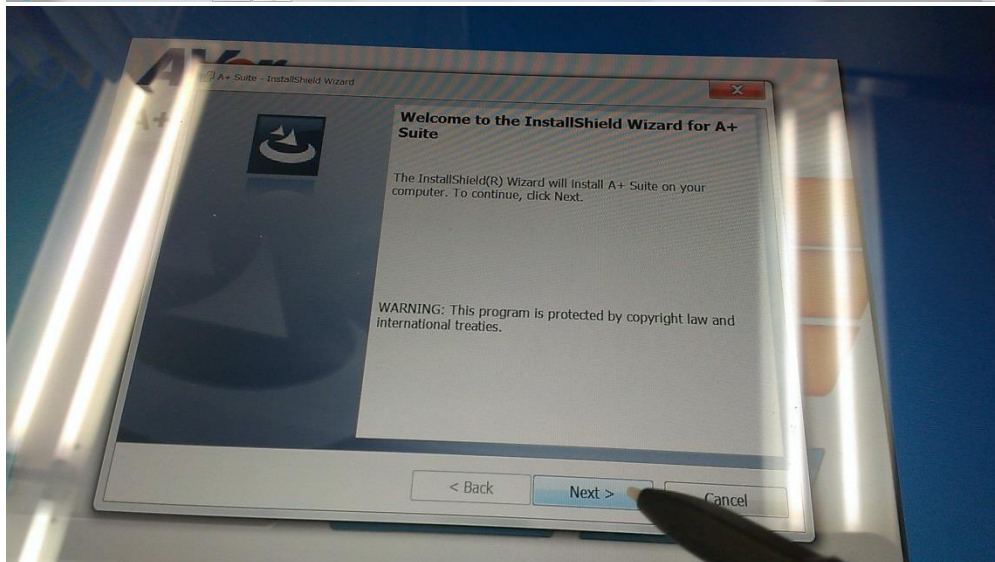 AVer
A+
A+ Suite - InstallShield Wizard
Welcome to the InstallShield Wizard for A+
Suite
The InstallShield(R) Wizard will install A+ Suite on your
computer. To continue, click Next.
WARNING: This program is protected by copyright law and
international treaties.
< Back
Next >
Cancel